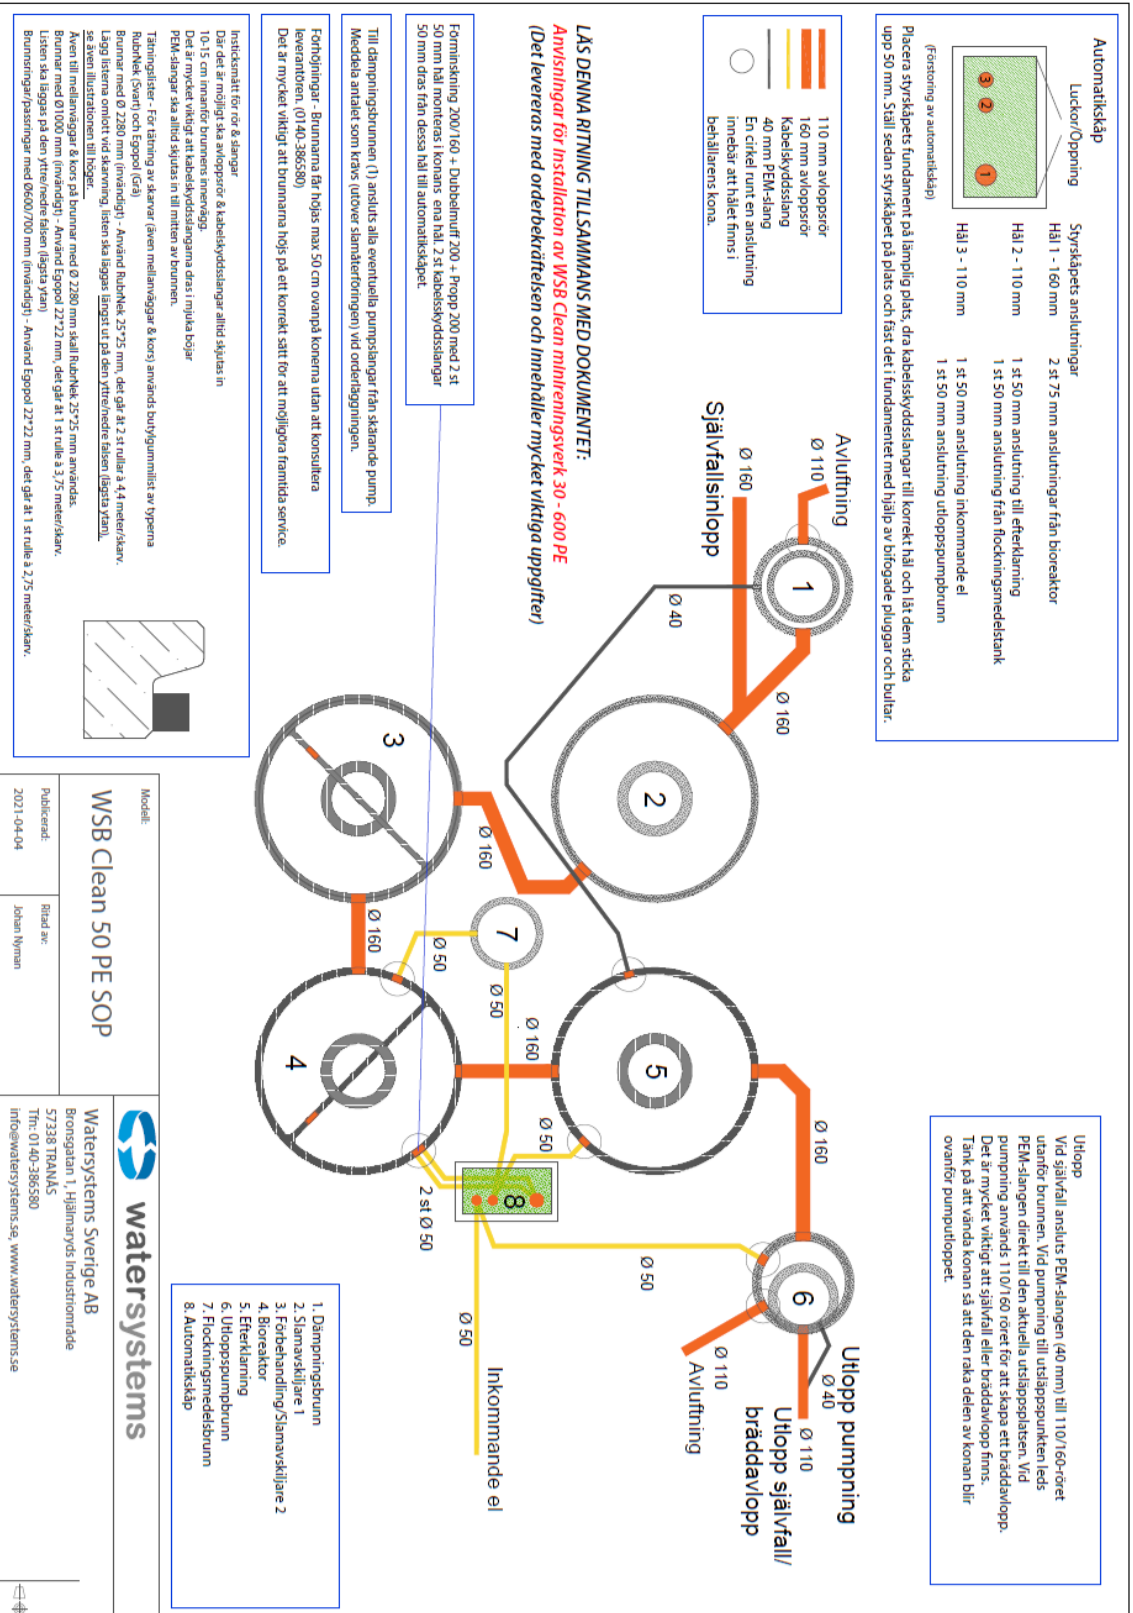 Automatikskåp
Luckor/Öppning
(Förstoring av automatikskåp)
3
2
1
Styrskåpets anslutningar
Hål 1 - 160 mm
2 st 75 mm anslutningar från bioreaktor
Hål 2 - 110 mm
1 st 50 mm anslutning till efterklarning
1 st 50 mm anslutning från flockningsmedelstank
Hål 3 - 110 mm
1 st 50 mm anslutning inkommande el
1 st 50 mm anslutning utloppspumpbrunn
Placera styrskåpets fundament på lämplig plats, dra kabelsskyddsslangar till korrekt hål och låt dem sticka
upp 50 mm. Ställ sedan styrskåpet på plats och fäst det i fundamentet med hjälp av bifogade pluggar och bultar.
110 mm avloppsrör
160 mm avloppsrör
Kabelskyddsslang
40 mm PEM-slang
En cirkel runt en anslutning
innebär att hålet finns i
behållarens kona.
LÄS DENNA RITNING TILLSAMMANS MED DOKUMENTET:
Anvisningar för Installation av WSB Clean minireningsverk 30 - 600 PE
(Det levereras med orderbekräftelsen och innehåller mycket viktiga uppgifter)
Formminskning 200/160 + Dubbelmuff 200 + Propp 200 med 2 st
50 mm hål monteras i konans ena hål. 2 st kabelsskyddsslangar
50 mm dras från dessa hål till automatikskåpet.
Till dämpningsbrunnen (1) ansluts alla eventuella pumpslangar från skärande pump.
Meddela antalet som krävs (utöver slamåterföringen) vid orderläggningen.
Förhöjningar - Brunnarna får höjas max 50 cm ovanpå konerna utan att konsultera
leverantören. (0140-386580)
Det är mycket viktigt att brunnarna höjs på ett korrekt sätt för att möjliggöra framtida service.
Insticksmått för rör & slangar
Där det är möjligt ska avloppsrör & kabelskyddsslangar alltid skjutas in
10-15 cm innanför brunnens innervägg.
Det är mycket viktigt att kabelskyddsslangarna dras i mjuka böjar
PEM-slangar ska alltid skjutas in till mitten av brunnen.
Tätningslister - För tätning av skarvar (även mellanväggar & kors) används butylgummilist av typerna
RubrNek (Svart) och Egopol (Grå)
Brunnar med Ø 2280 mm (invändigt) - Använd RubrNek 25*25 mm, det går åt 2 st rullar à 4,4 meter/skarv.
Lägg listerna omlott vid skarvning, listen ska läggas längst ut på den yttre/nedre falsen (lägsta ytan),
se även illustrationen till höger.
Även till mellanväggar & kors på brunnar med Ø 2280 mm skall RubrNek 25*25 mm användas.
Brunnar med Ø1000 mm (invändigt) - Använd Egopol 22*22 mm, det går åt 1 st rulle à 3,75 meter/skarv.
Listen ska läggas på den yttre/nedre falsen (lägsta ytan)
Brunnsringar/passringar med Ø600/700 mm (invändigt) - Använd Egopol 22*22 mm, det går åt 1 st rulle à 2,75 meter/skarv.
Avluftning
Ø 110
Ø 160
Självfallsinlopp
1
Ø 40
Ø 160
2
3
Ø 160
Ø 160
7
Ø 50
Ø 50
Ø 160
4
5
Ø 50
2 st Ø 50
8
Ø 160
Ø 50
Ø 50
Inkommande el
6
Ø 110
Avluftning
Utlopp pumpning
Ø 40
Ø 110
Utlopp självfall/
bräddavlopp
Utlopp
Vid självfall ansluts PEM-slangen (40 mm) till 110/160-röret
utanför brunnen. Vid pumpning till utsläppspunkten leds
PEM-slangen direkt till den aktuella utsläppsplatsen. Vid
pumpning används 110/160 röret för att skapa ett bräddavlopp.
Det är mycket viktigt att självfall eller bräddavlopp finns.
Tänk på att vända konan så att den raka delen av konan blir
ovanför pumputloppet.
1. Dämpningsbrunn
2. Slamavskiljare 1
3. Förbehandling/Slamavskiljare 2
4. Bioreaktor
5. Efterklarning
6. Utloppspumpbrunn
7. Flockningsmedelsbrunn
8. Automatikskåp
Modell:
WSB Clean 50 PE SOP
Publicerad:
2021-04-04
Ritad av:
Johan Nyman
watersystems
Watersystems Sverige AB
Bronsgatan 1, Hjälmaryds Industriområde
57338 TRANÅS
Tfn: 0140-386580
info@watersystems.se, www.watersystems.se